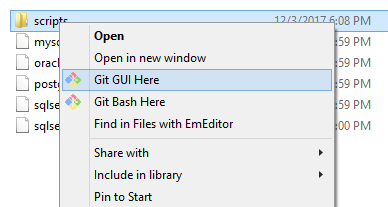 scripts 12/3/2017 6:08 PM
mys :59 PM
Open
orac :59 PM
Open in new window
post :59 PM
Git GUI Here
sqlse :59 PM
Git Bash Here
sqlse :00 PM
Find in Files with EmEditor
Share with
Include in library
Pin to Start